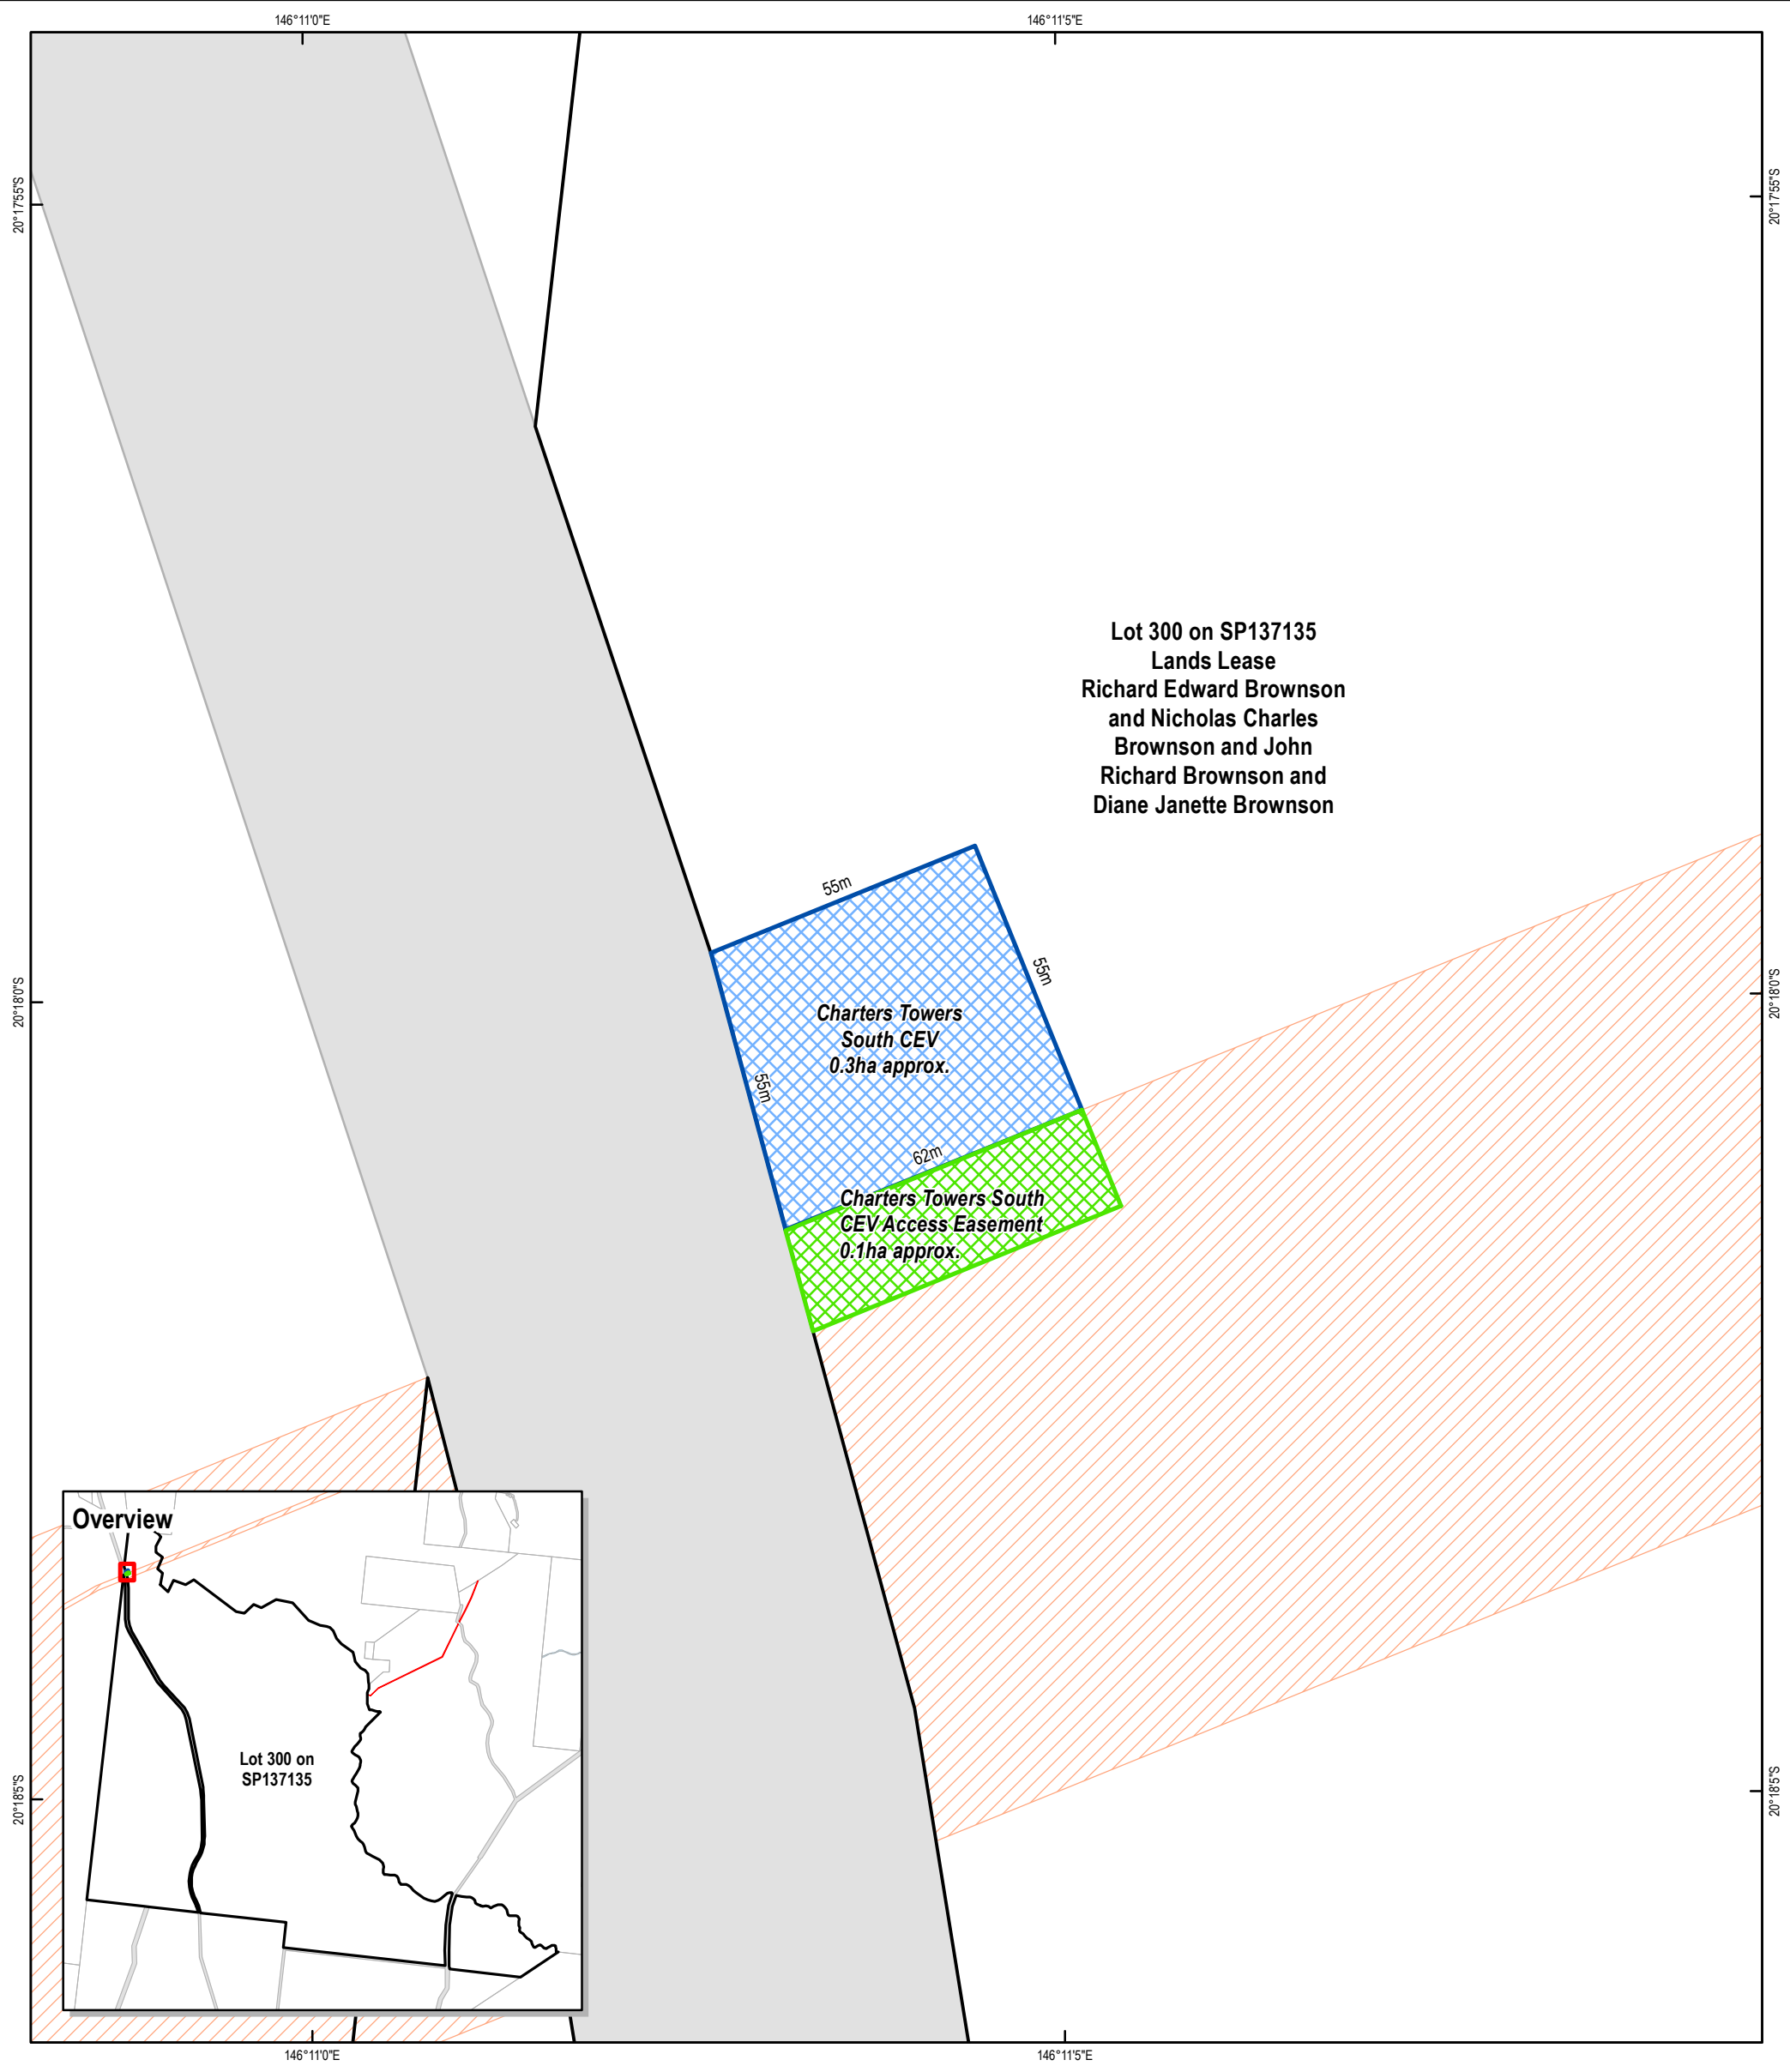 146°11'0"E
146°11'5"E
20°17'55"S
20°17'55"S
Lot 300 on SP137135
Lands Lease
Richard Edward Brownson
and Nicholas Charles
Brownson and John
Richard Brownson and
Diane Janette Brownson
55m
55m
20°18'0"S
20°18'0"S
Charters Towers
South CEV
0.3ha approx.
55m
62m
Charters Towers South
CEV Access Easement
0.1ha approx.
Overview
Lot 300 on
SP137135
20°18'5"S
20°18'5"S
146°11'0"E
146°11'5"E